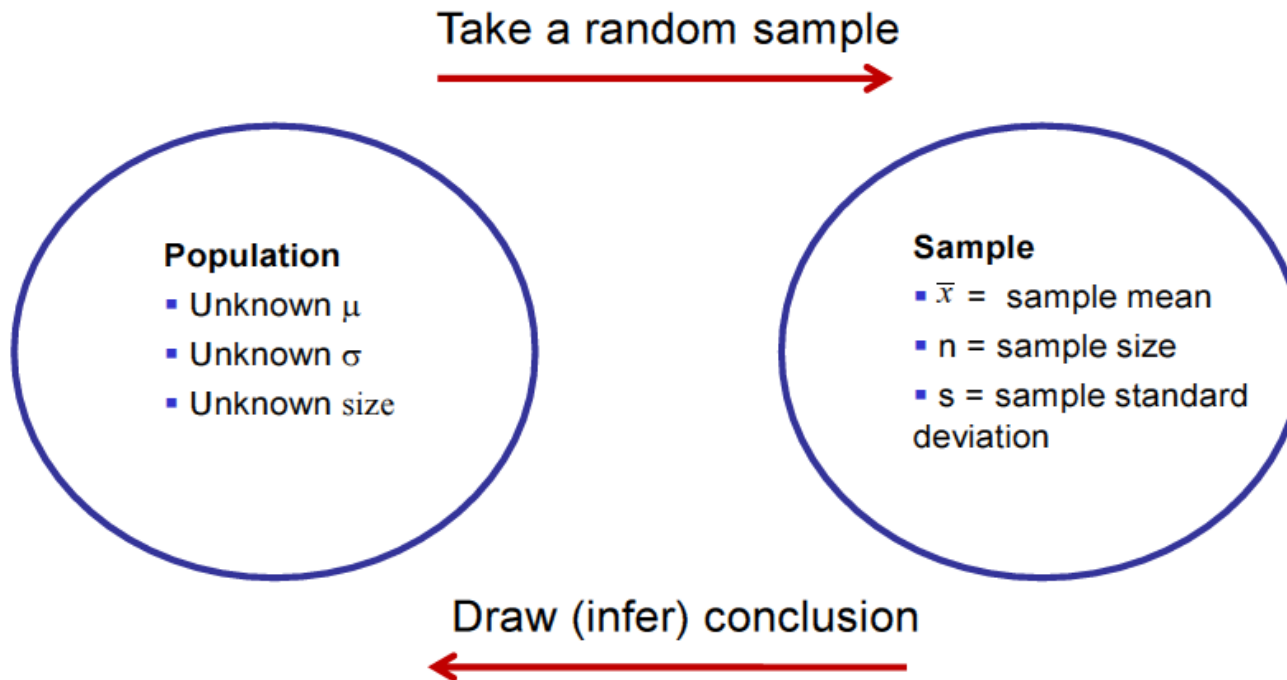 Take a random sample
Population
▪ Unknown μ
▪ Unknown σ
▪ Unknown size
Sample
▪ x̅ = sample mean
▪ n = sample size
▪ s = sample standard
deviation
Draw (infer) conclusion